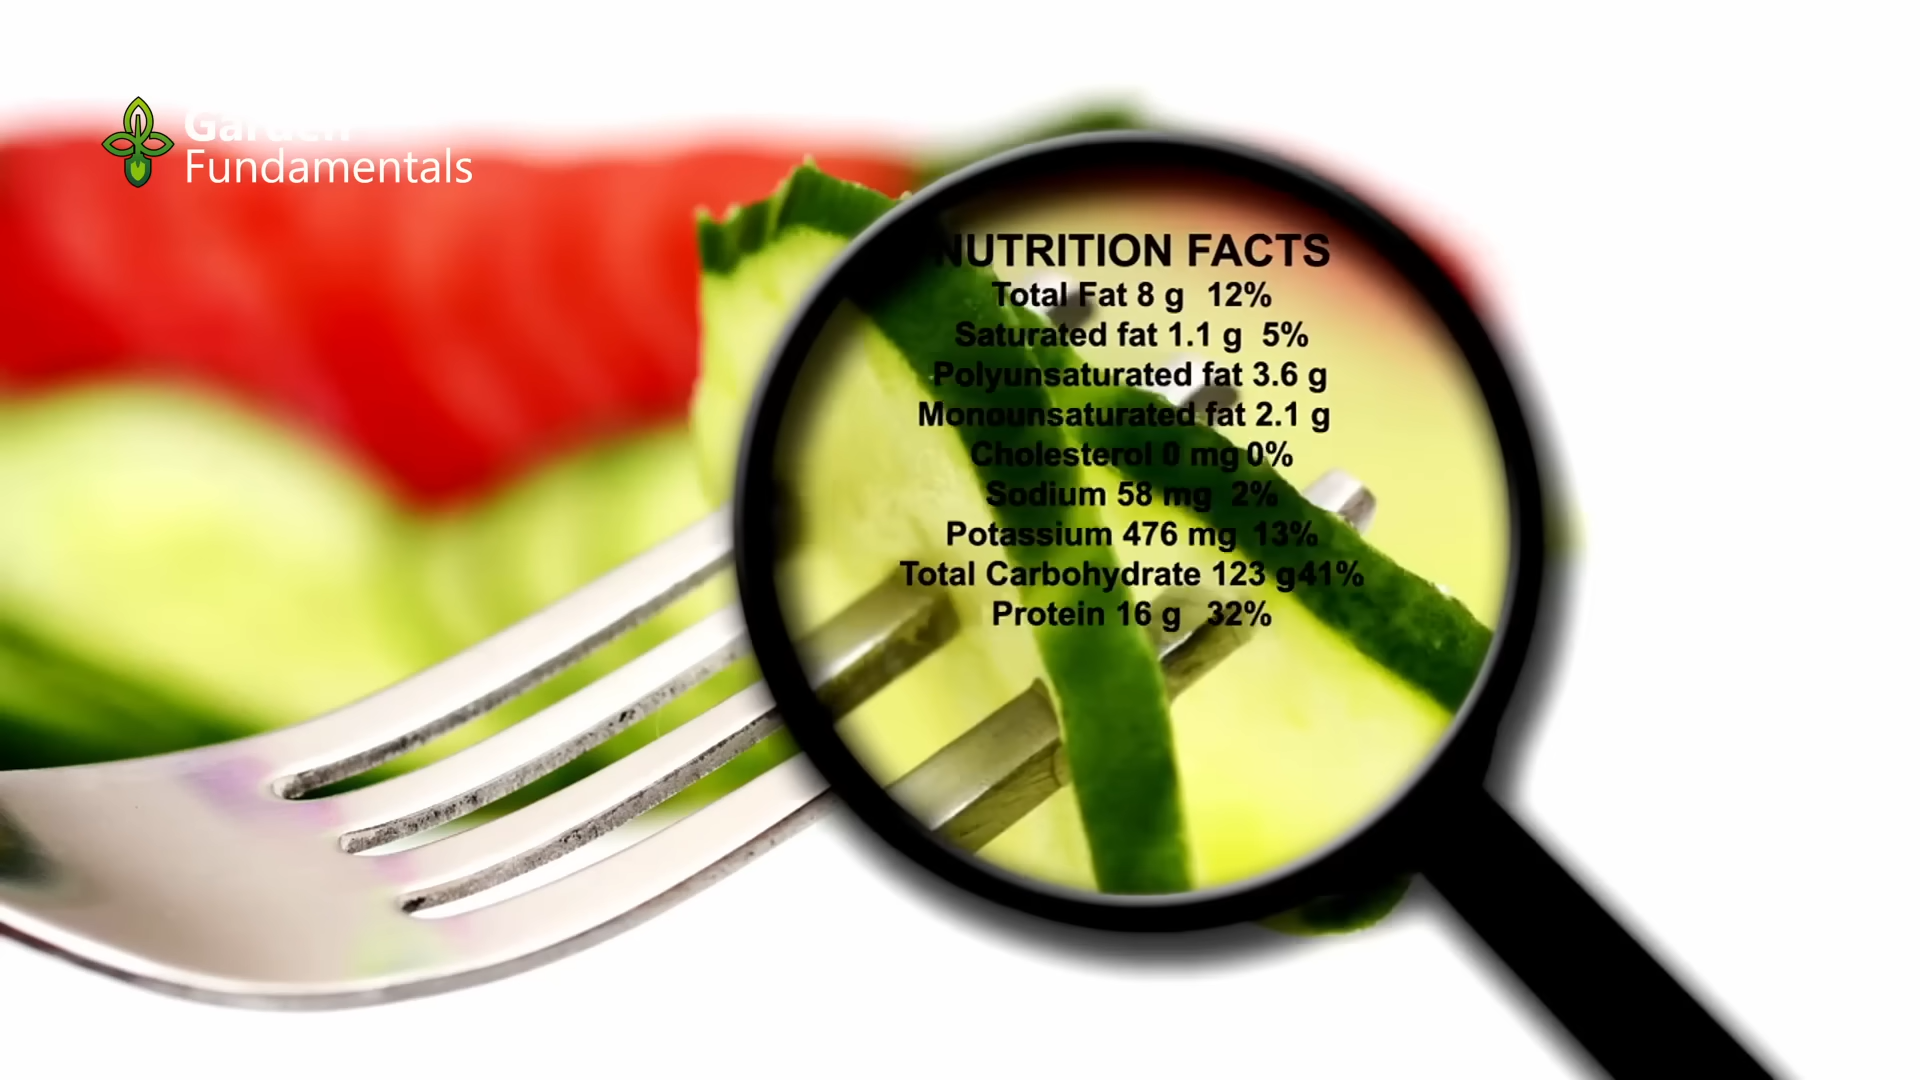 Garden
Fundamentals
NUTRITION FACTS
Total Fat 8 g 12%
Saturated fat 1.1 g 5%
Polyunsaturated fat 3.6 g
Monounsaturated fat 2.1 g
Cholesterol 0 mg 0%
Sodium 58 mg 2%
Potassium 476 mg 13%
Total Carbohydrate 123 g41%
Protein 16 g 32%